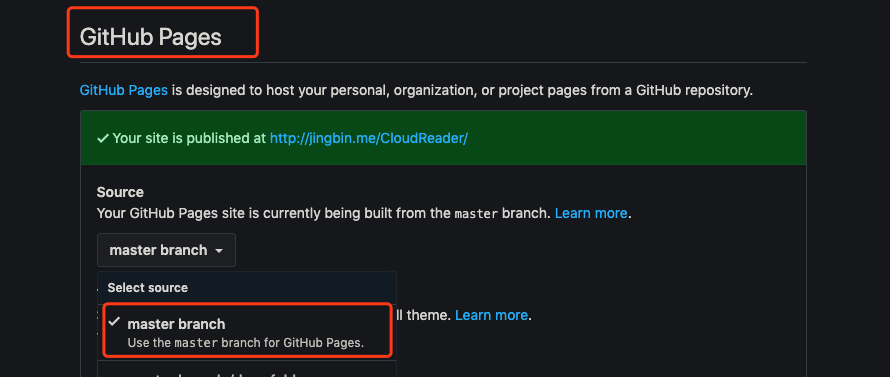 GitHub Pages
GitHub Pages is designed to host your personal, organization, or project pages from a GitHub repository.
Your site is published at http://jingbin.me/CloudReader/
Source
Your GitHub Pages site is currently being built from the master branch. Learn more.
master branch
Select source
master branch
ll theme. Learn more.
Use the master branch for GitHub Pages.